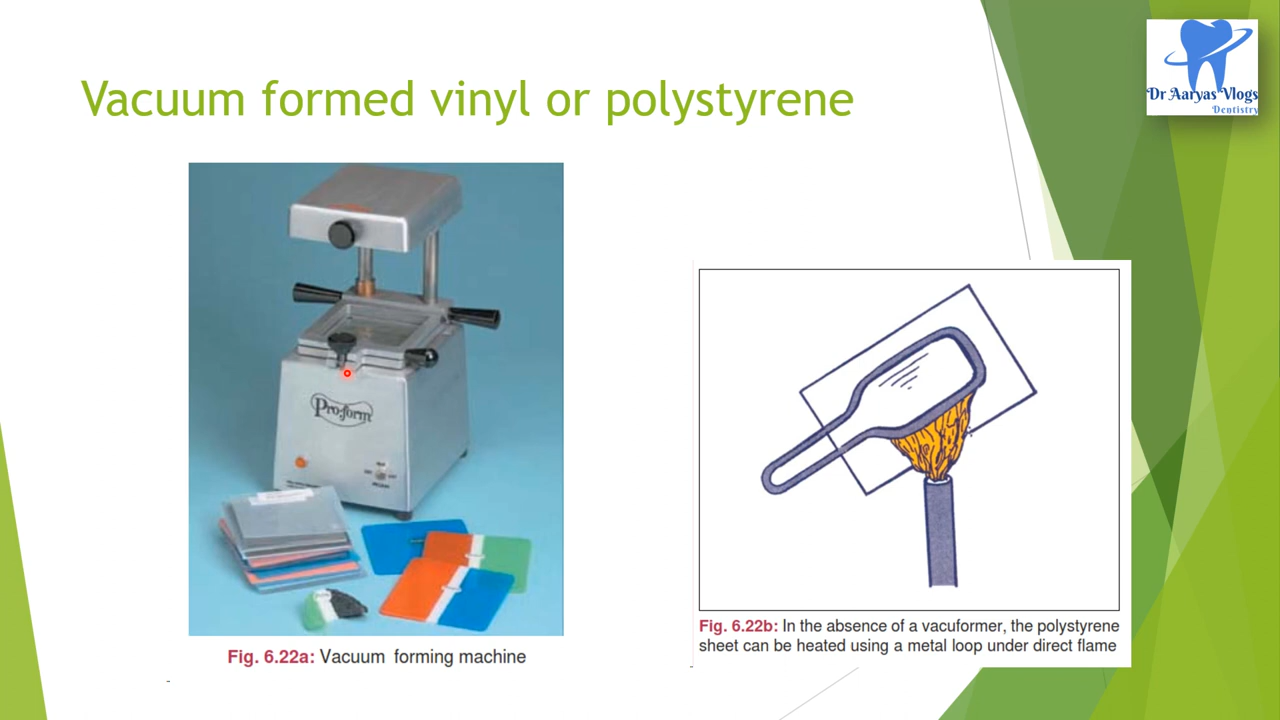 Vacuum formed vinyl or polystyrene
Dr Aaryas Vlogs
Dentistry
Pro-form
Fig. 6.22a: Vacuum forming machine
Fig. 6.22b: In the absence of a vacuformer, the polystyrene
sheet can be heated using a metal loop under direct flame